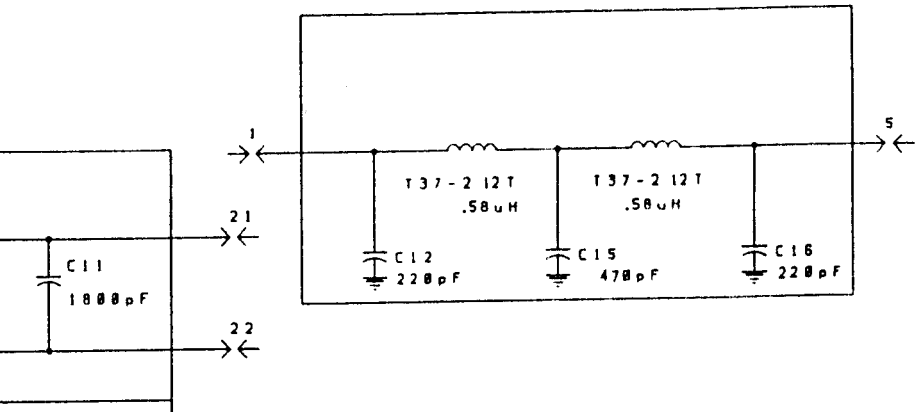 1
5
T37-2 12T
.58uH
T37-2 12T
.58uH
21
C11
1800pF
C12
220pF
C15
470pF
C16
220pF
22